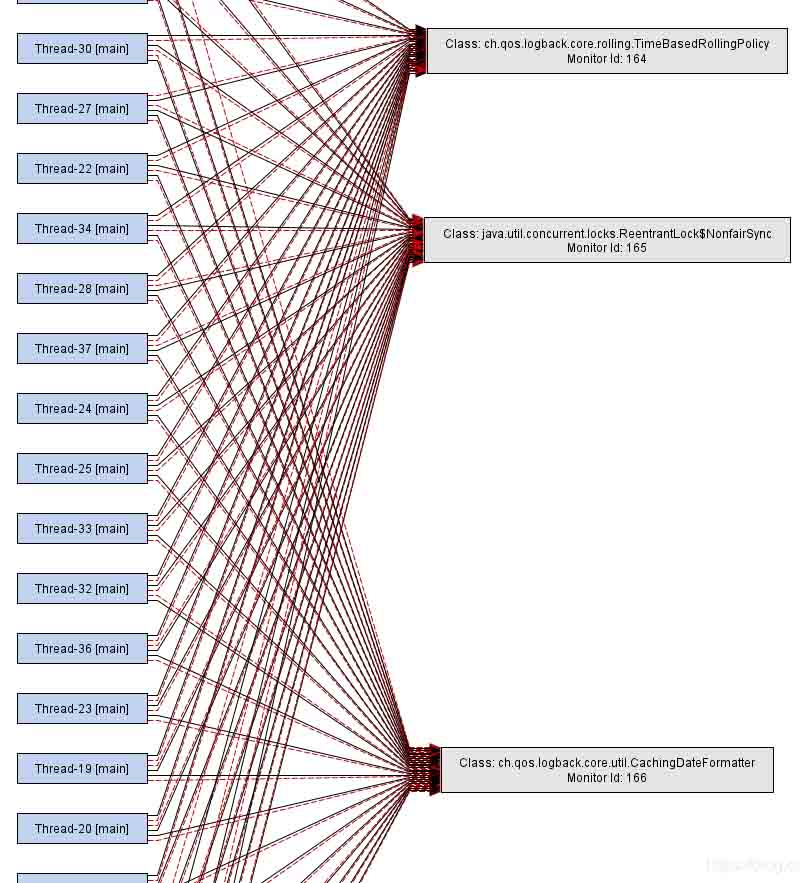 Thread-30 [main]
Class: ch.qos.logback.core.rolling.TimeBasedRollingPolicy
Monitor Id: 164
Thread-27 [main]
Thread-22 [main]
Thread-34 [main]
Class: java.util.concurrent.locks.ReentrantLock$NonfairSync
Monitor Id: 165
Thread-28 [main]
Thread-37 [main]
Thread-24 [main]
Thread-25 [main]
Thread-33 [main]
Thread-32 [main]
Thread-36 [main]
Thread-23 [main]
Thread-19 [main]
Class: ch.qos.logback.core.util.CachingDateFormatter
Monitor Id: 166
Thread-20 [main]